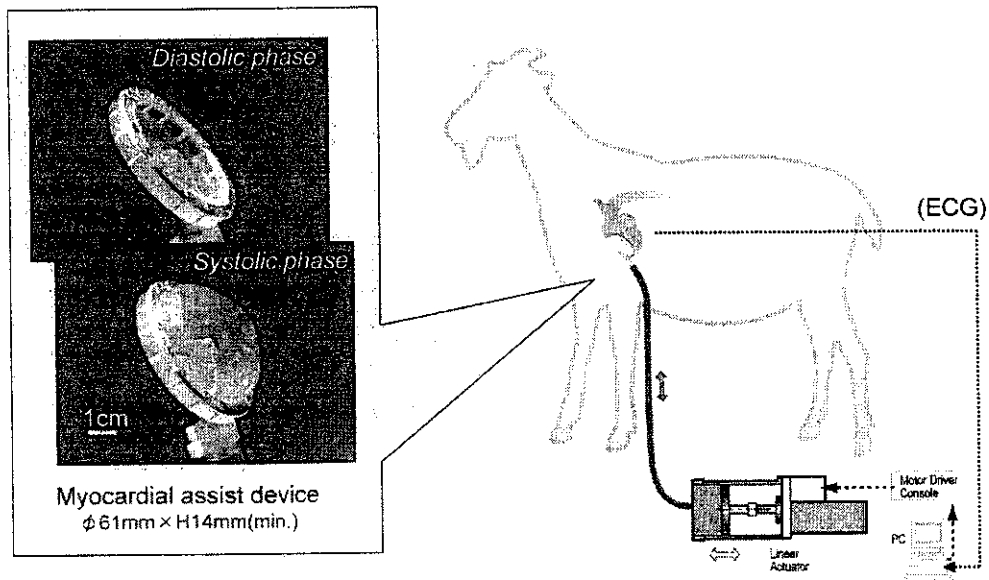 Diastolic phase
Systolic phase
1cm
Myocardial assist device
ϕ61mm×H14mm(min.)
(ECG)
Motor Driver
Console
PC
Linear
Actuator